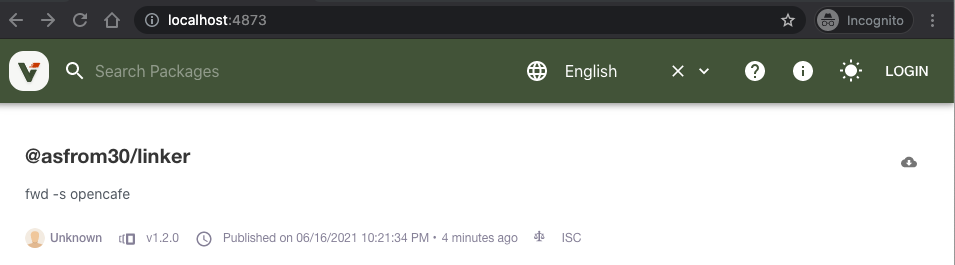 localhost:4873
Incognito
Search Packages
English
LOGIN
@asfrom30/linker
fwd -s opencafe
Unknown v1.2.0 Published on 06/16/2021 10:21:34 PM • 4 minutes ago ISC